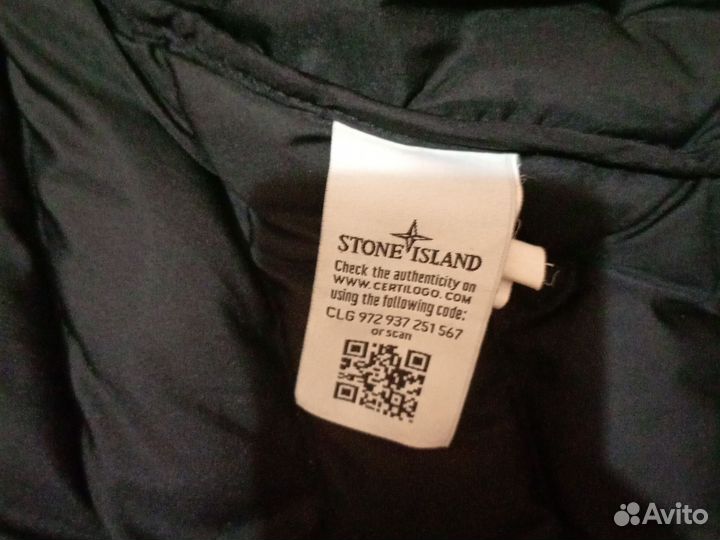 STONE ISLAND
Check the authenticity on
WWW.CERTILOGO.COM
using the following code:
CLG 972 937 251 567
or scan
Avito